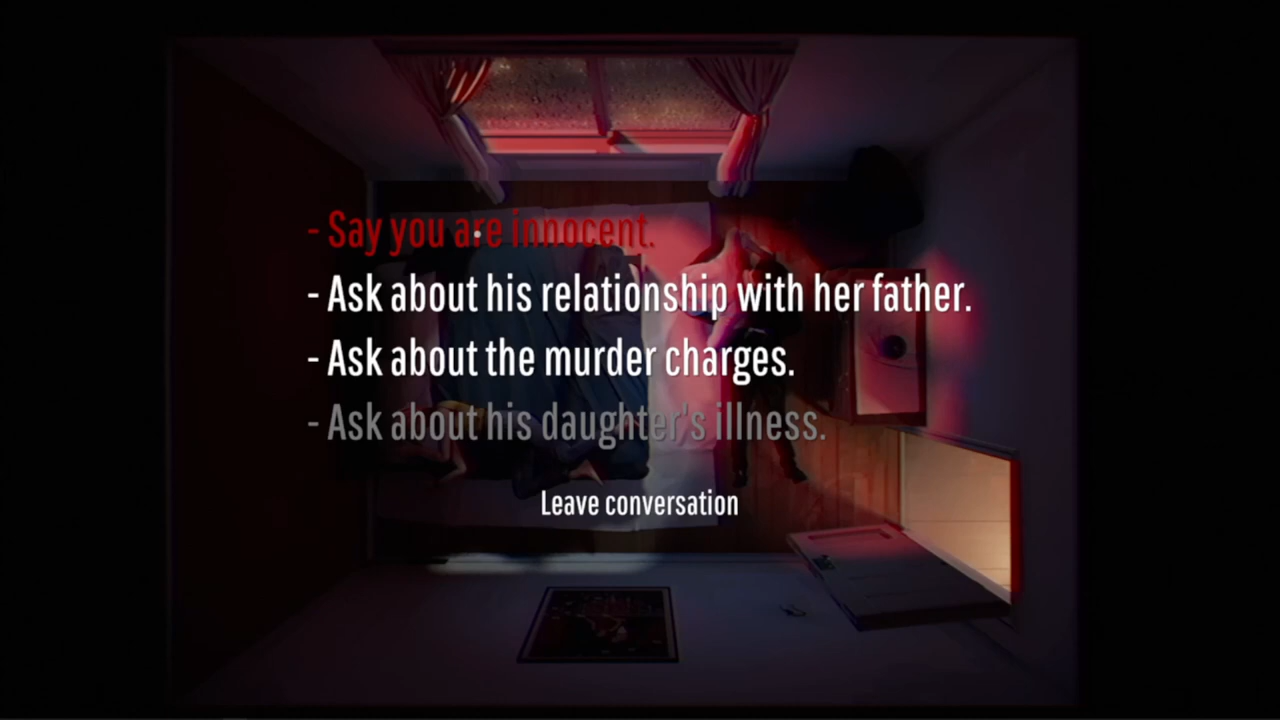 - Say you are innocent.
- Ask about his relationship with her father.
- Ask about the murder charges.
- Ask about his daughter's illness.
Leave conversation